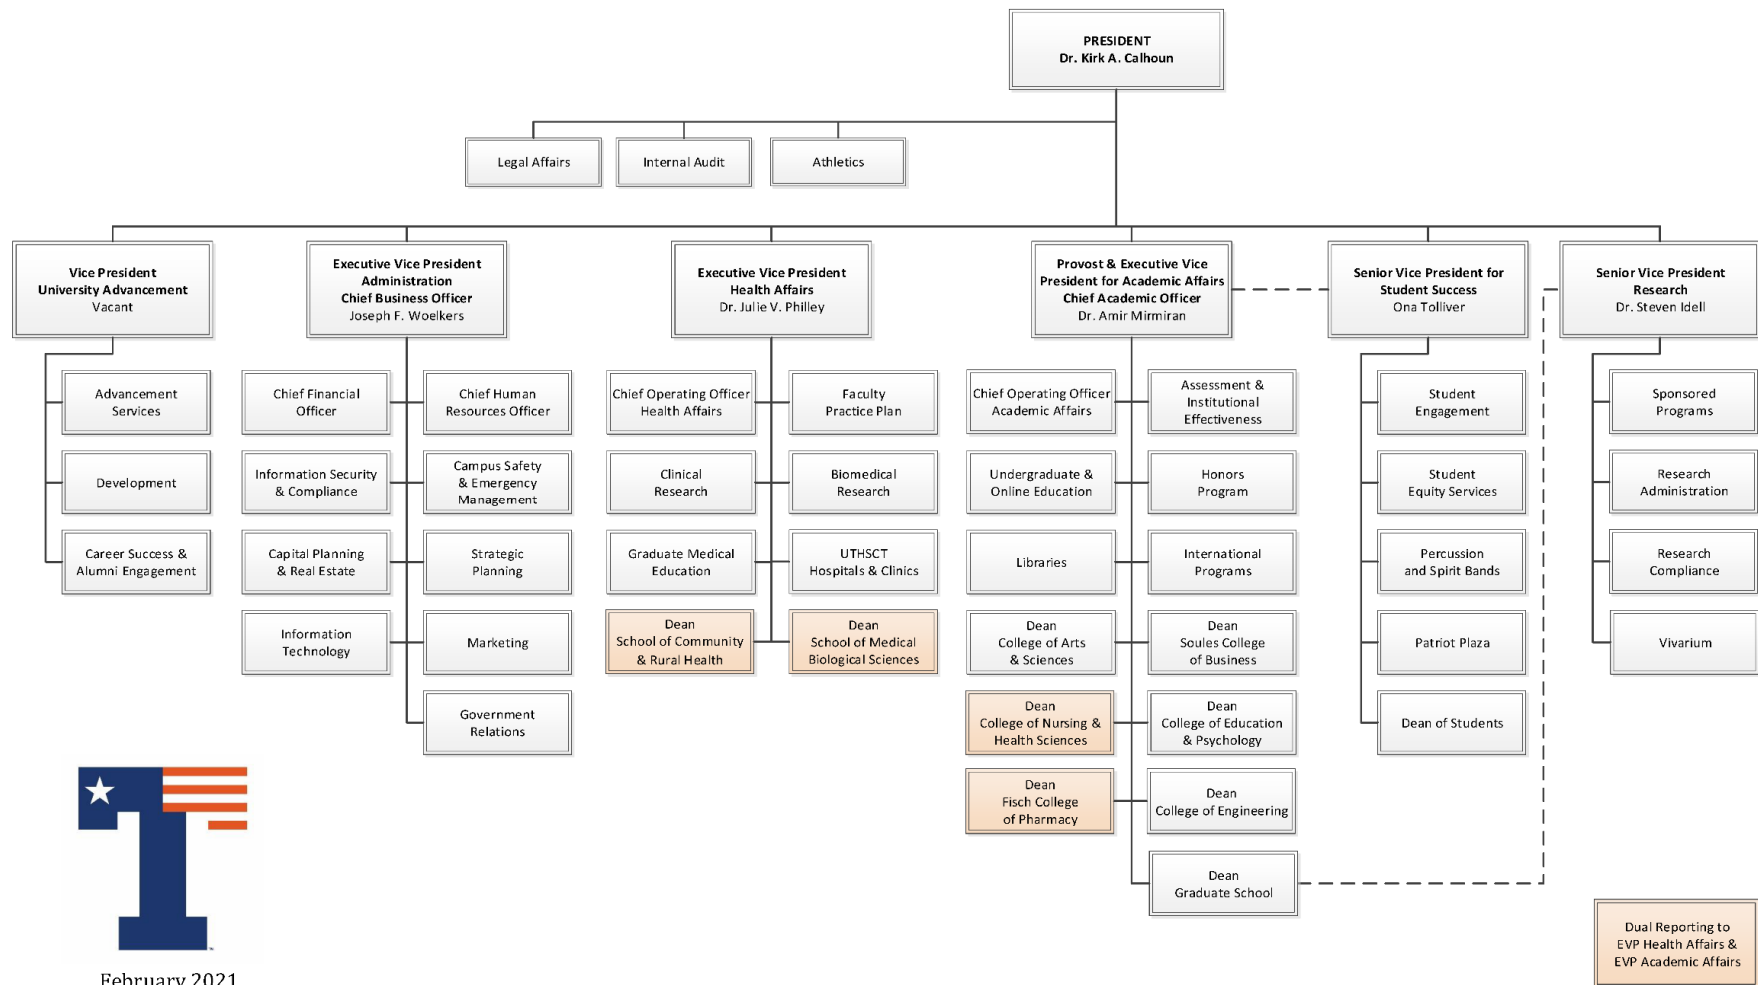 PRESIDENT
Dr. Kirk A. Calhoun
Legal Affairs
Internal Audit
Athletics
Vice President
University Advancement
Vacant
Executive Vice President
Administration
Chief Business Officer
Joseph F. Woelkers
Executive Vice President
Health Affairs
Dr. Julie V. Philley
Provost & Executive Vice
President for Academic Affairs
Chief Academic Officer
Dr. Amir Mirmiran
Senior Vice President for
Student Success
Ona Tolliver
Senior Vice President
Research
Dr. Steven Idell
Advancement
Services
Development
Career Success &
Alumni Engagement
Chief Financial
Officer
Chief Human
Resources Officer
Information Security
& Compliance
Campus Safety
& Emergency
Management
Capital Planning
& Real Estate
Strategic
Planning
Information
Technology
Marketing
Government
Relations
Chief Operating Officer
Health Affairs
Faculty
Practice Plan
Clinical
Research
Biomedical
Research
Graduate Medical
Education
UTHSCT
Hospitals & Clinics
Dean
School of Community
& Rural Health
Dean
School of Medical
Biological Sciences
Chief Operating Officer
Academic Affairs
Assessment &
Institutional
Effectiveness
Undergraduate &
Online Education
Honors
Program
Libraries
International
Programs
Dean
College of Arts
& Sciences
Dean
Soules College
of Business
Dean
College of Nursing &
Health Sciences
Dean
College of Education
& Psychology
Dean
Fisch College
of Pharmacy
Dean
College of Engineering
Dean
Graduate School
Student
Engagement
Student
Equity Services
Percussion
and Spirit Bands
Patriot Plaza
Dean of Students
Sponsored
Programs
Research
Administration
Research
Compliance
Vivarium
Dual Reporting to
EVP Health Affairs &
EVP Academic Affairs
February 2021